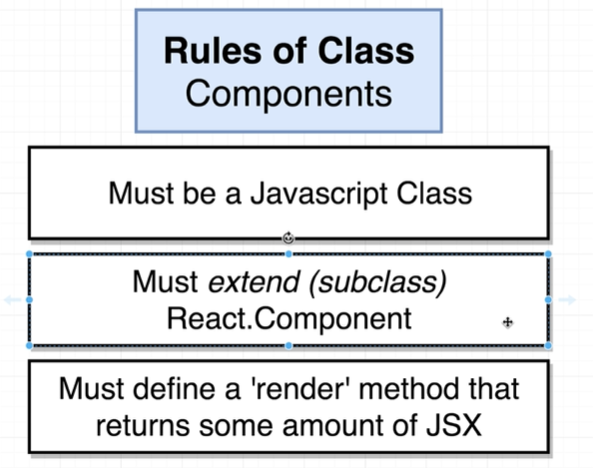 Rules of Class
Components
Must be a Javascript Class
Must extend (subclass)
React.Component
Must define a 'render' method that
returns some amount of JSX